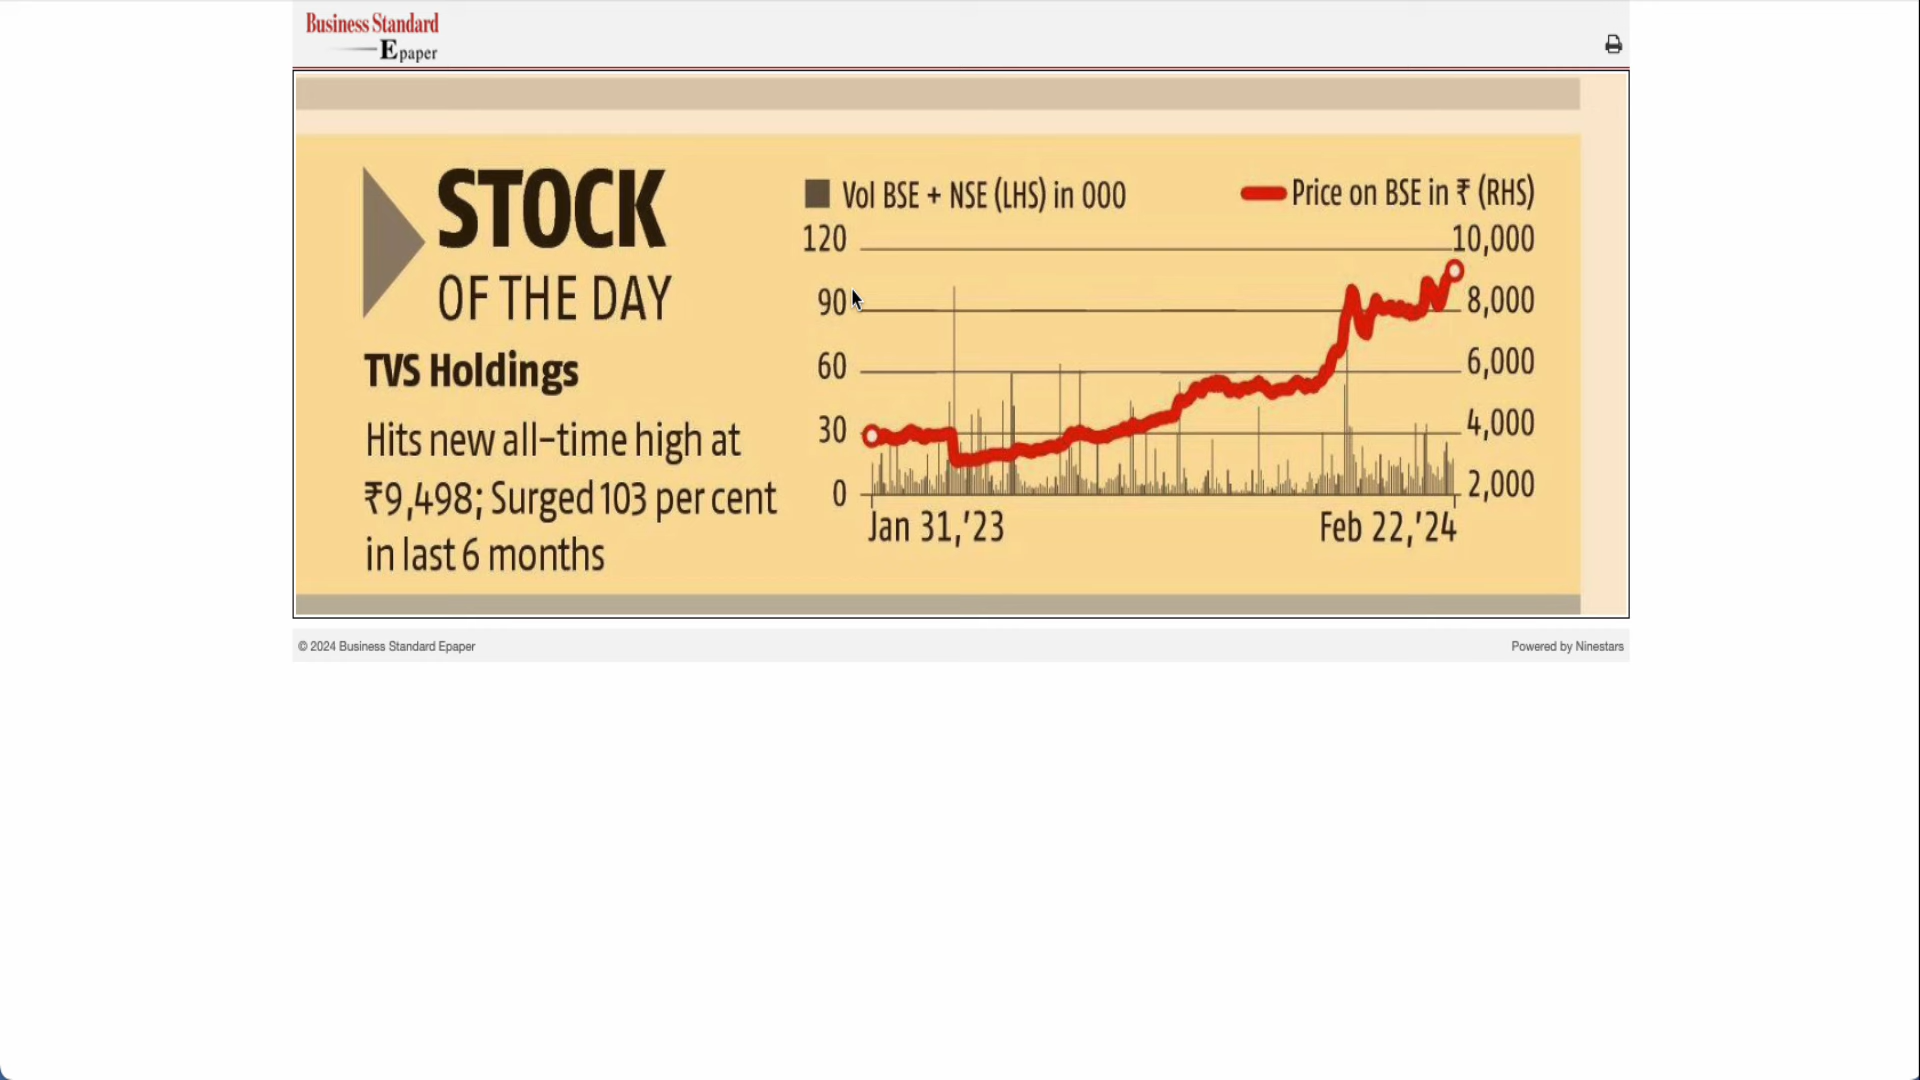 Business Standard
Epaper
STOCK
OF THE DAY
TVS Holdings
Hits new all-time high at
₹9,498; Surged 103 per cent
in last 6 months
Vol BSE + NSE (LHS) in 000
Price on BSE in ₹ (RHS)
120
10,000
90
8,000
60
6,000
30
4,000
0
2,000
Jan 31,'23
Feb 22,'24
© 2024 Business Standard Epaper
Powered by Ninestars